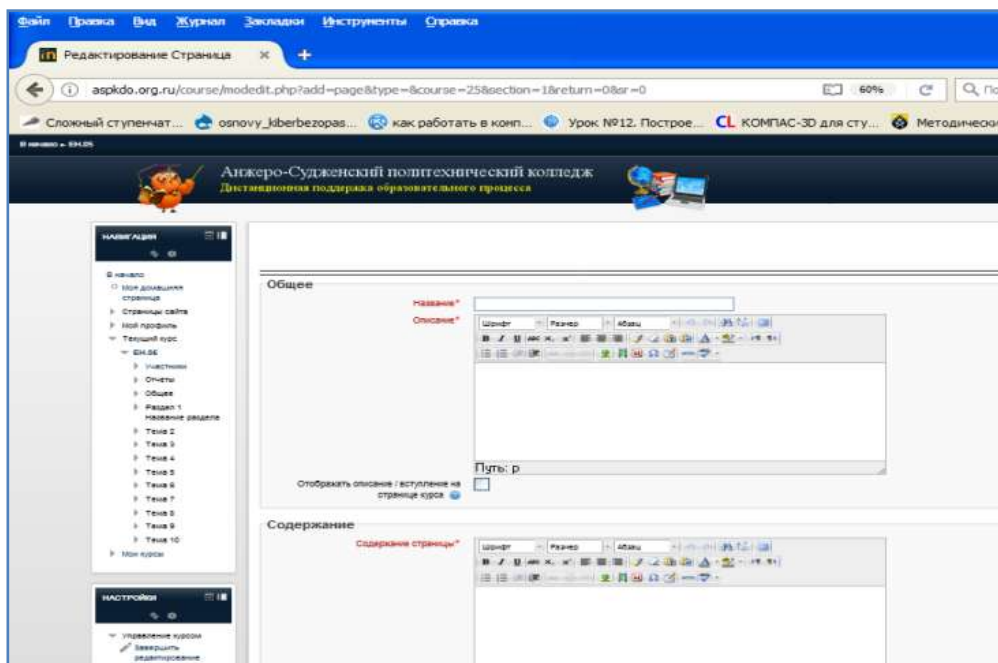 Файл Правка Вид Журнал Закладки Инструменты Справка
Редактирование Страница × +
aspkdo.org.ru/course/modedit.php?add=page&type=&course=25&section=1&return=0&sr=0 60%
Сложный ступенчат... osnovy_kiberbezopas... как работать в комп... Урок №12. Построе... КОМПАС-3D для сту... Методически
В начало ► ЕН.05
Анжеро-Судженский политехнический колледж
Дистанционная поддержка образовательного процесса
НАВИГАЦИЯ
В начало
Моя домашняя
страница
Страницы сайта
Мой профиль
Текущий курс
Участники
Отчеты
Общее
Раздел 1
Название раздела
Тема 2
Тема 3
Тема 4
Тема 5
Тема 6
Тема 7
Тема 8
Тема 9
Тема 10
Мои курсы
НАСТРОЙКИ
Управление курсом
Завершить
редактирование
Общее
Название*
Описание*
Шрифт Размер Абзац
Путь: p
Отображать описание / вступление на
странице курса
Содержание
Содержание страницы*
Шрифт Размер Абзац